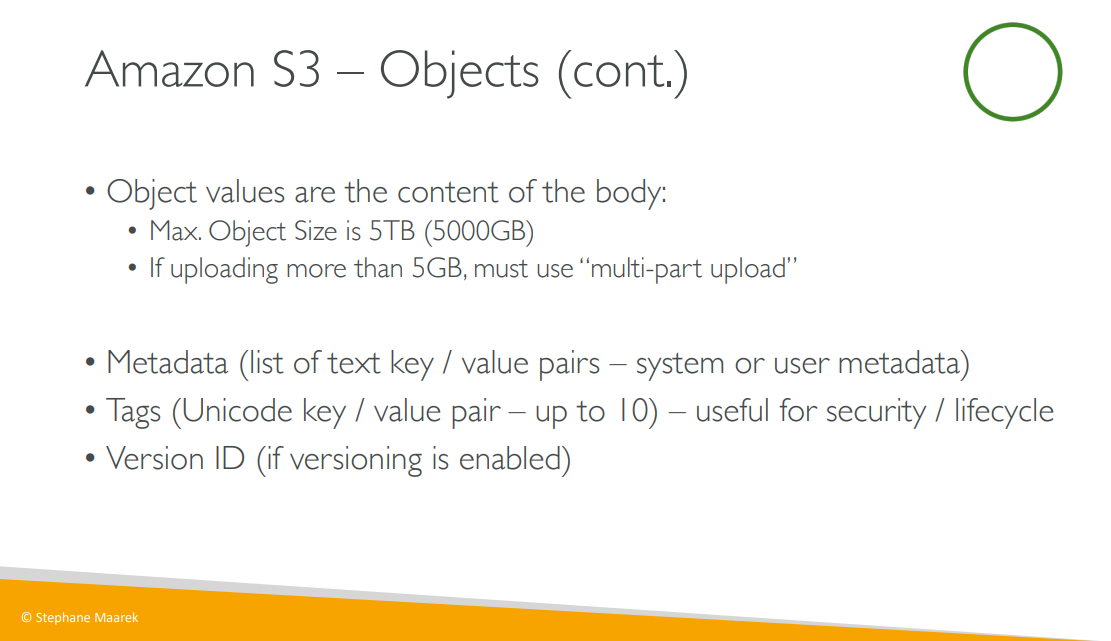 Amazon S3 – Objects (cont.)
• Object values are the content of the body:
• Max. Object Size is 5TB (5000GB)
• If uploading more than 5GB, must use “multi-part upload”
• Metadata (list of text key / value pairs – system or user metadata)
• Tags (Unicode key / value pair – up to 10) – useful for security / lifecycle
• Version ID (if versioning is enabled)
© Stephane Maarek